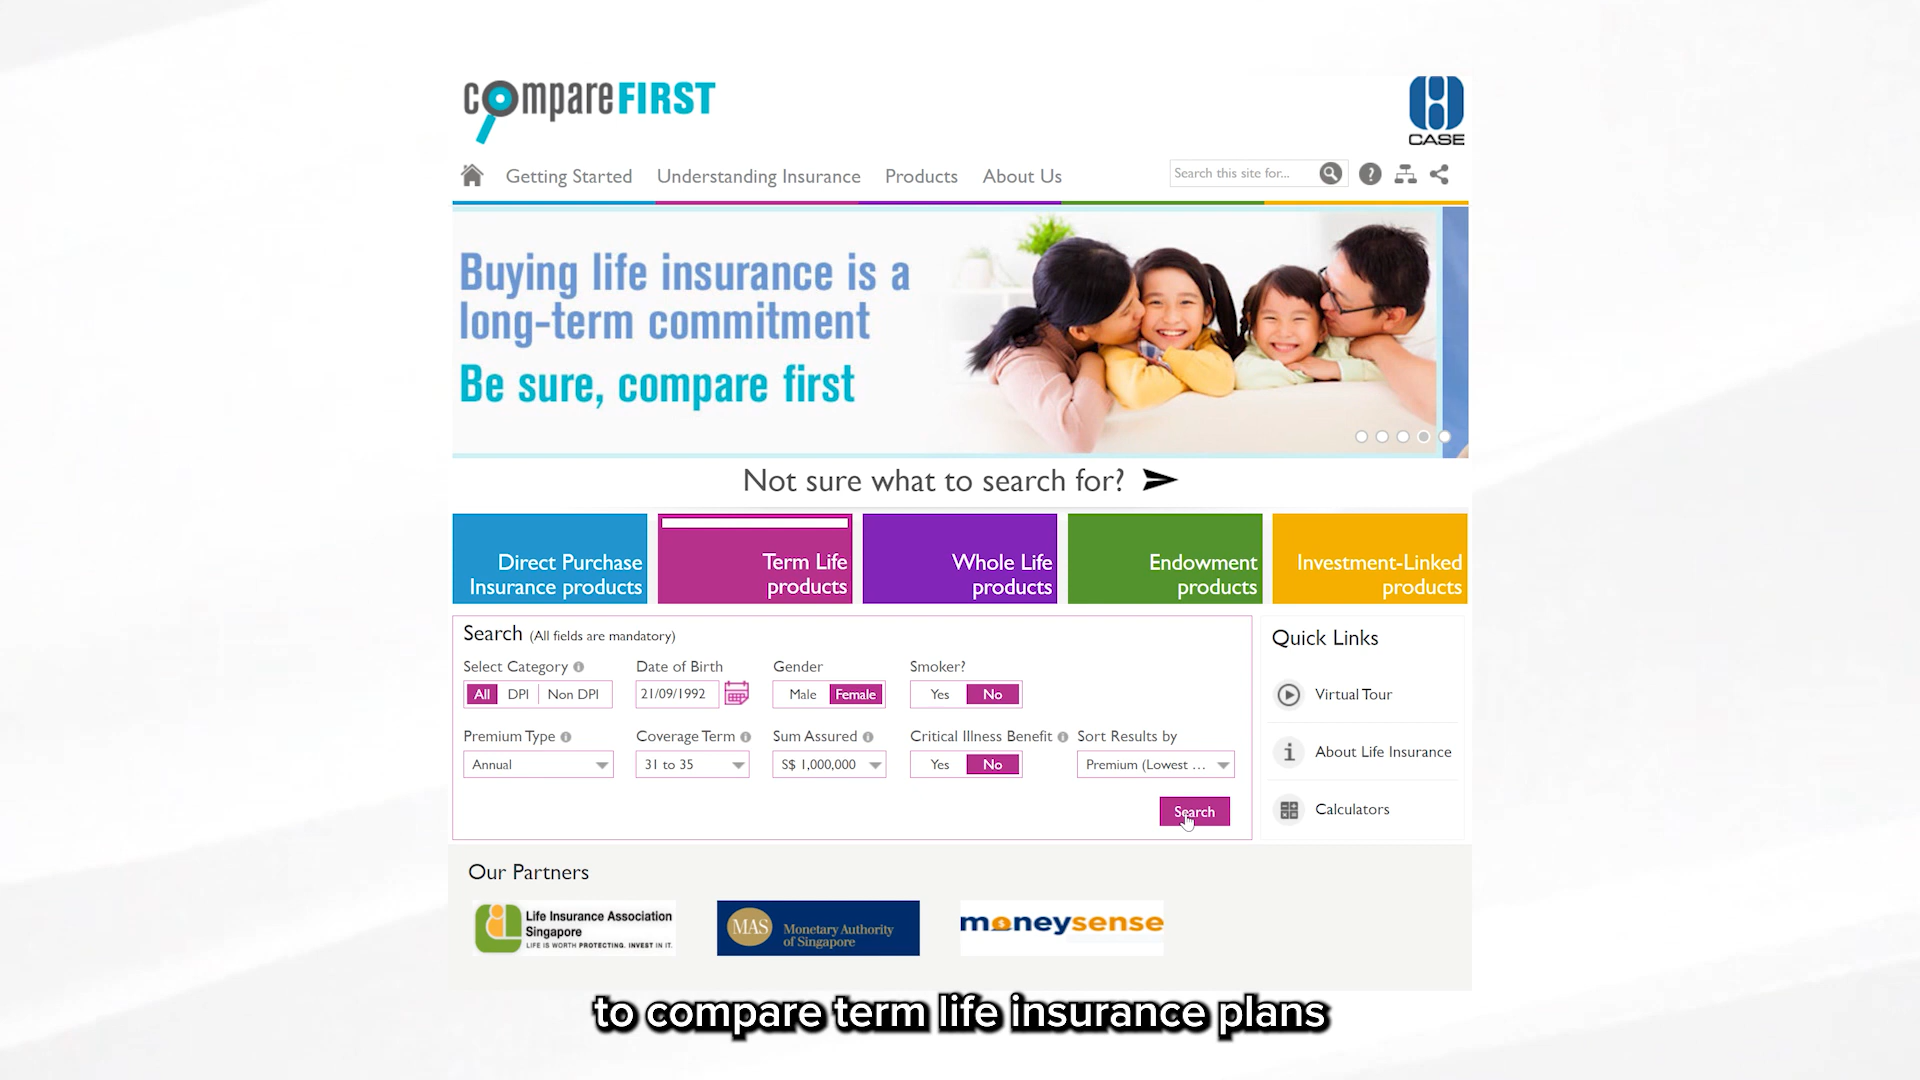 compareFIRST
CASE
Getting Started
Understanding Insurance
Products
About Us
Search this site for...
?
Buying life insurance is a
long-term commitment
Be sure, compare first
Not sure what to search for?
Direct Purchase
Insurance products
Term Life
products
Whole Life
products
Endowment
products
Investment-Linked
products
Search (All fields are mandatory)
Select Category
Date of Birth
Gender
Smoker?
All DPI Non DPI
21/09/1992
Male Female
Yes No
Premium Type
Coverage Term
Sum Assured
Critical Illness Benefit
Sort Results by
Annual
31 to 35
S$ 1,000,000
Yes No
Premium (Lowest ...
Search
Quick Links
Virtual Tour
About Life Insurance
Calculators
Our Partners
Life Insurance Association
Singapore
LIFE IS WORTH PROTECTING. INVEST IN IT.
MAS
Monetary Authority
of Singapore
moneysense
to compare term life insurance plans